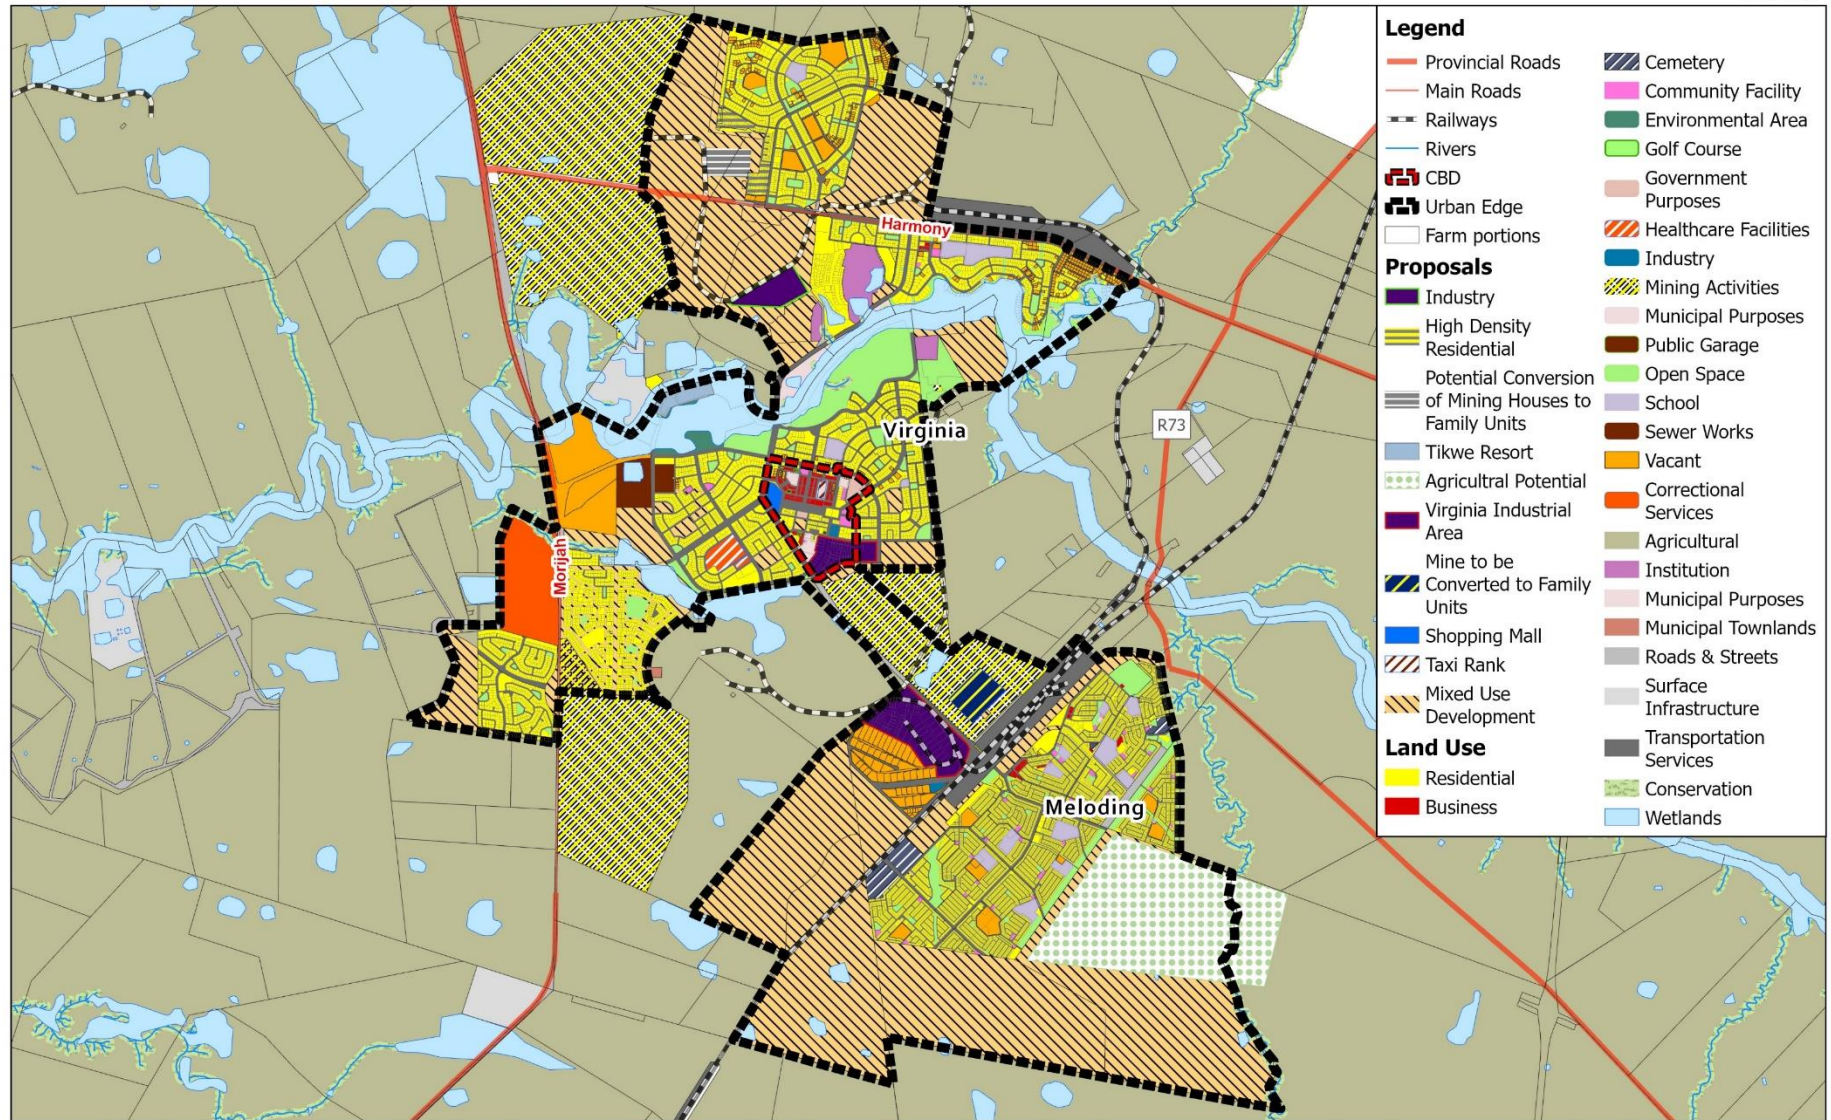 Harmony
Virginia
R73
Morijah
Meloding
Legend
Provincial Roads
Main Roads
Railways
Rivers
CBD
Urban Edge
Farm portions
Proposals
Industry
High Density
Residential
Potential Conversion
of Mining Houses to
Family Units
Tikwe Resort
Agricultral Potential
Virginia Industrial
Area
Mine to be
Converted to Family
Units
Shopping Mall
Taxi Rank
Mixed Use
Development
Land Use
Residential
Business
Cemetery
Community Facility
Environmental Area
Golf Course
Government
Purposes
Healthcare Facilities
Industry
Mining Activities
Municipal Purposes
Public Garage
Open Space
School
Sewer Works
Vacant
Correctional
Services
Agricultural
Institution
Municipal Purposes
Municipal Townlands
Roads & Streets
Surface
Infrastructure
Transportation
Services
Conservation
Wetlands